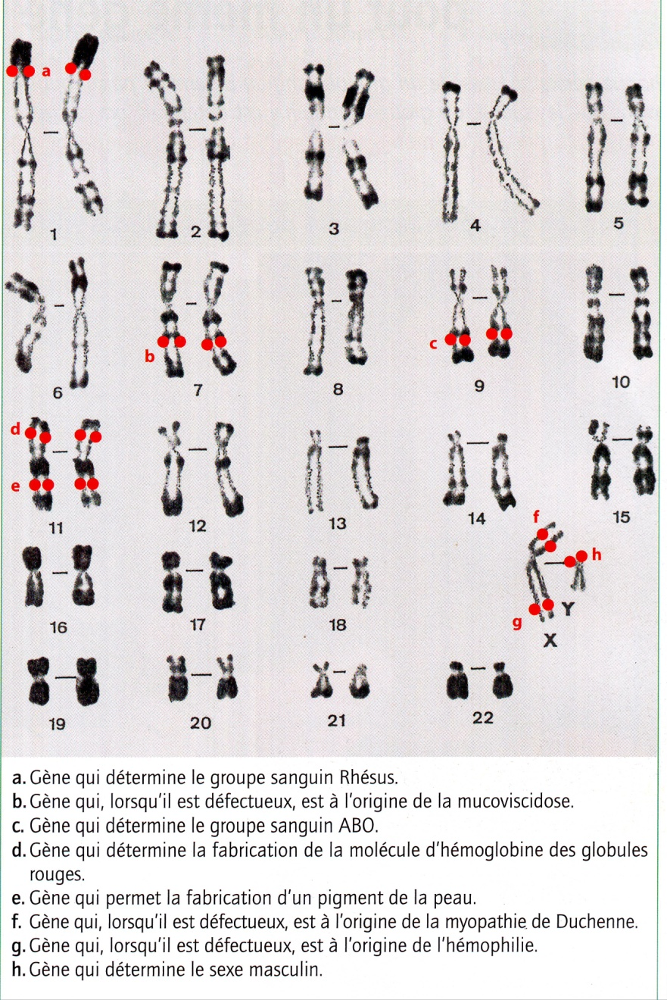 a
1
2
3
4
5
b
c
6
7
8
9
10
d
e
11
12
13
14
15
f
h
g
Y
X
16
17
18
19
20
21
22
a. Gène qui détermine le groupe sanguin Rhésus.
b. Gène qui, lorsqu'il est défectueux, est à l'origine de la mucoviscidose.
c. Gène qui détermine le groupe sanguin ABO.
d. Gène qui détermine la fabrication de la molécule d'hémoglobine des globules
rouges.
e. Gène qui permet la fabrication d'un pigment de la peau.
f. Gène qui, lorsqu'il est défectueux, est à l'origine de la myopathie de Duchenne.
g. Gène qui, lorsqu'il est défectueux, est à l'origine de l'hémophilie.
h. Gène qui détermine le sexe masculin.